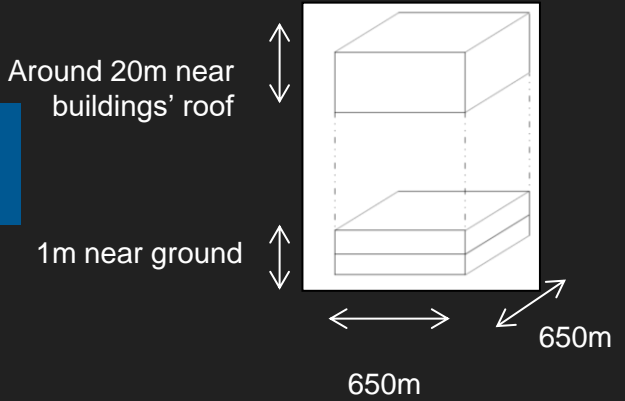 Around 20m near
buildings’ roof
1m near ground
650m
650m